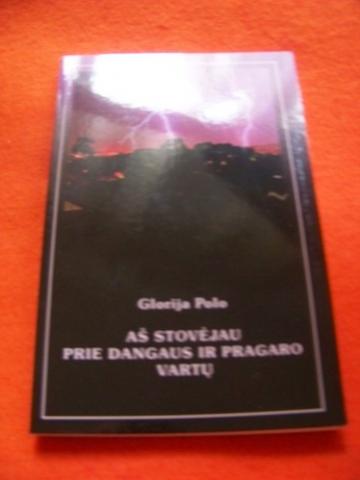 Glorija Polo
AŠ STOVĖJAU
PRIE DANGAUS IR PRAGARO
VARTŲ